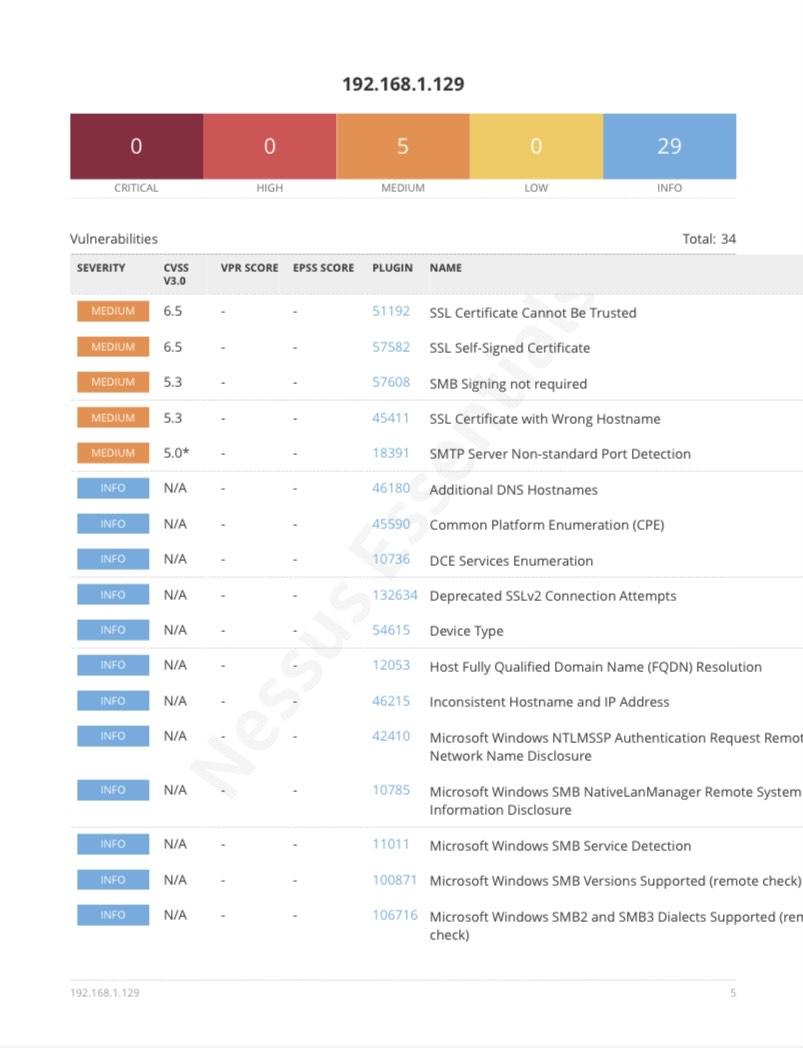 192.168.1.129
0 0 5 0 29
CRITICAL HIGH MEDIUM LOW INFO
Vulnerabilities Total: 34
SEVERITY CVSS VPR SCORE EPSS SCORE PLUGIN NAME
V3.0
MEDIUM 6.5 - - 51192 SSL Certificate Cannot Be Trusted
MEDIUM 6.5 - - 57582 SSL Self-Signed Certificate
MEDIUM 5.3 - - 57608 SMB Signing not required
MEDIUM 5.3 - - 45411 SSL Certificate with Wrong Hostname
MEDIUM 5.0* - - 18391 SMTP Server Non-standard Port Detection
INFO N/A - - 46180 Additional DNS Hostnames
INFO N/A - - 45590 Common Platform Enumeration (CPE)
INFO N/A - - 10736 DCE Services Enumeration
INFO N/A - - 132634 Deprecated SSLv2 Connection Attempts
INFO N/A - - 54615 Device Type
INFO N/A - - 12053 Host Fully Qualified Domain Name (FQDN) Resolution
INFO N/A - - 46215 Inconsistent Hostname and IP Address
INFO N/A - - 42410 Microsoft Windows NTLMSSP Authentication Request Remot
Network Name Disclosure
INFO N/A - - 10785 Microsoft Windows SMB NativeLanManager Remote System
Information Disclosure
INFO N/A - - 11011 Microsoft Windows SMB Service Detection
INFO N/A - - 100871 Microsoft Windows SMB Versions Supported (remote check)
INFO N/A - - 106716 Microsoft Windows SMB2 and SMB3 Dialects Supported (rem
check)
Nessus Essentials
192.168.1.129 5